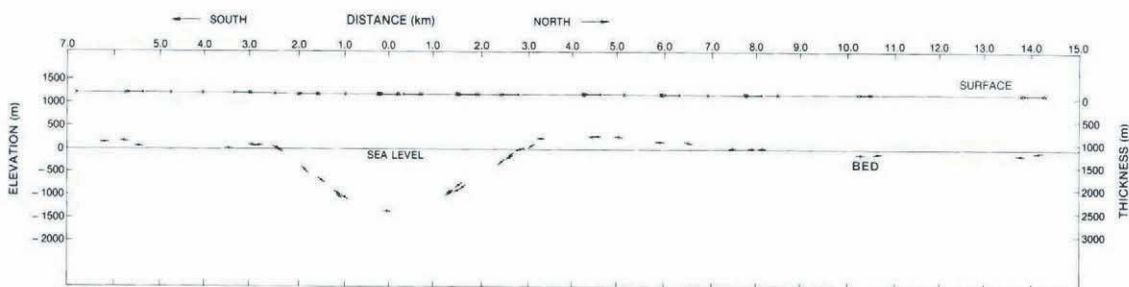 SOUTH DISTANCE (km) NORTH
7.0 5.0 4.0 3.0 2.0 1.0 0.0 1.0 2.0 3.0 4.0 5.0 6.0 7.0 8.0 9.0 10.0 11.0 12.0 13.0 14.0 15.0
ELEVATION (m)
1500
1000
500
0
-500
-1000
-1500
-2000
SURFACE
SEA LEVEL
BED
0
500
1000
1500
2000
2500
3000
THICKNESS (m)